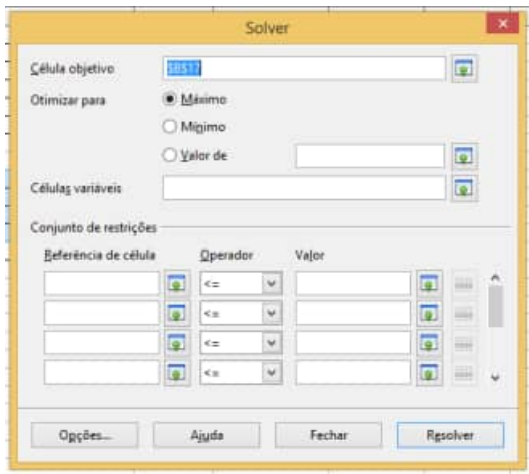 Solver
Célula objetivo $B$17
Otimizar para Máximo
Mínimo
Valor de
Células variáveis
Conjunto de restrições
Referência de célula Operador Valor
<=
<=
<=
<=
Opções... Ajuda Fechar Resolver